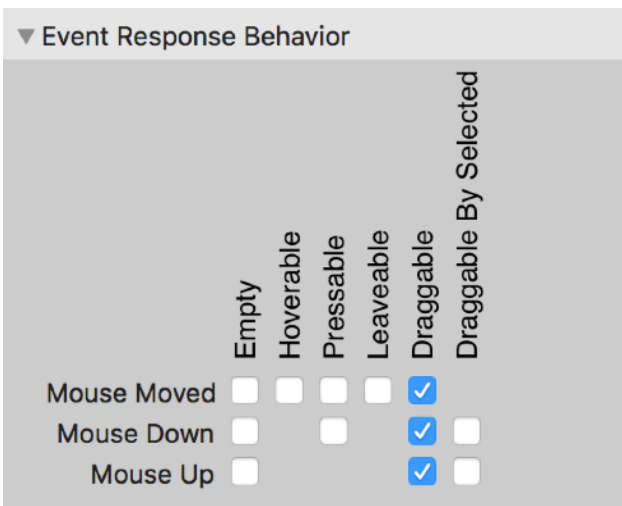 Event Response Behavior
Empty
Hoverable
Pressable
Leaveable
Draggable
Draggable By Selected
Mouse Moved
Mouse Down
Mouse Up